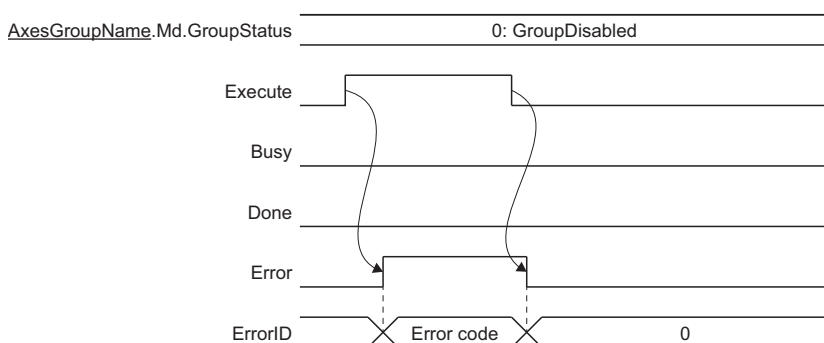 AxesGroupName.Md.GroupStatus 0: GroupDisabled
Execute
Busy
Done
Error
ErrorID Error code 0